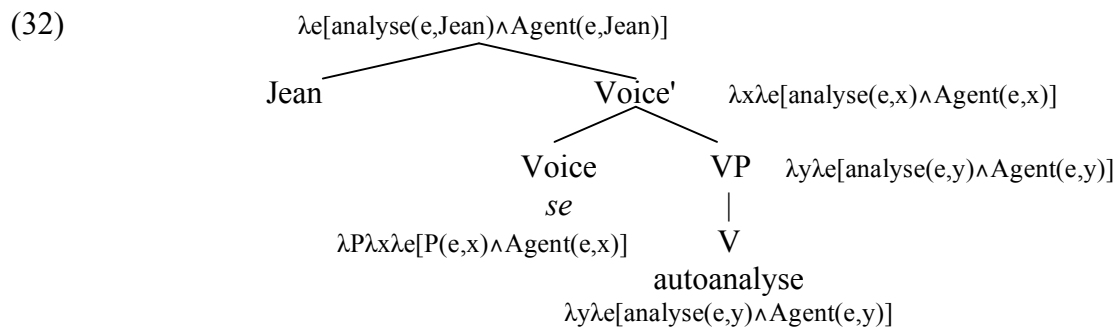 (32) λe[analyse(e,Jean)∧Agent(e,Jean)]
Jean Voice' λxλe[analyse(e,x)∧Agent(e,x)]
Voice VP λyλe[analyse(e,y)∧Agent(e,y)]
se
λPλxλe[P(e,x)∧Agent(e,x)] V
autoanalyse
λyλe[analyse(e,y)∧Agent(e,y)]